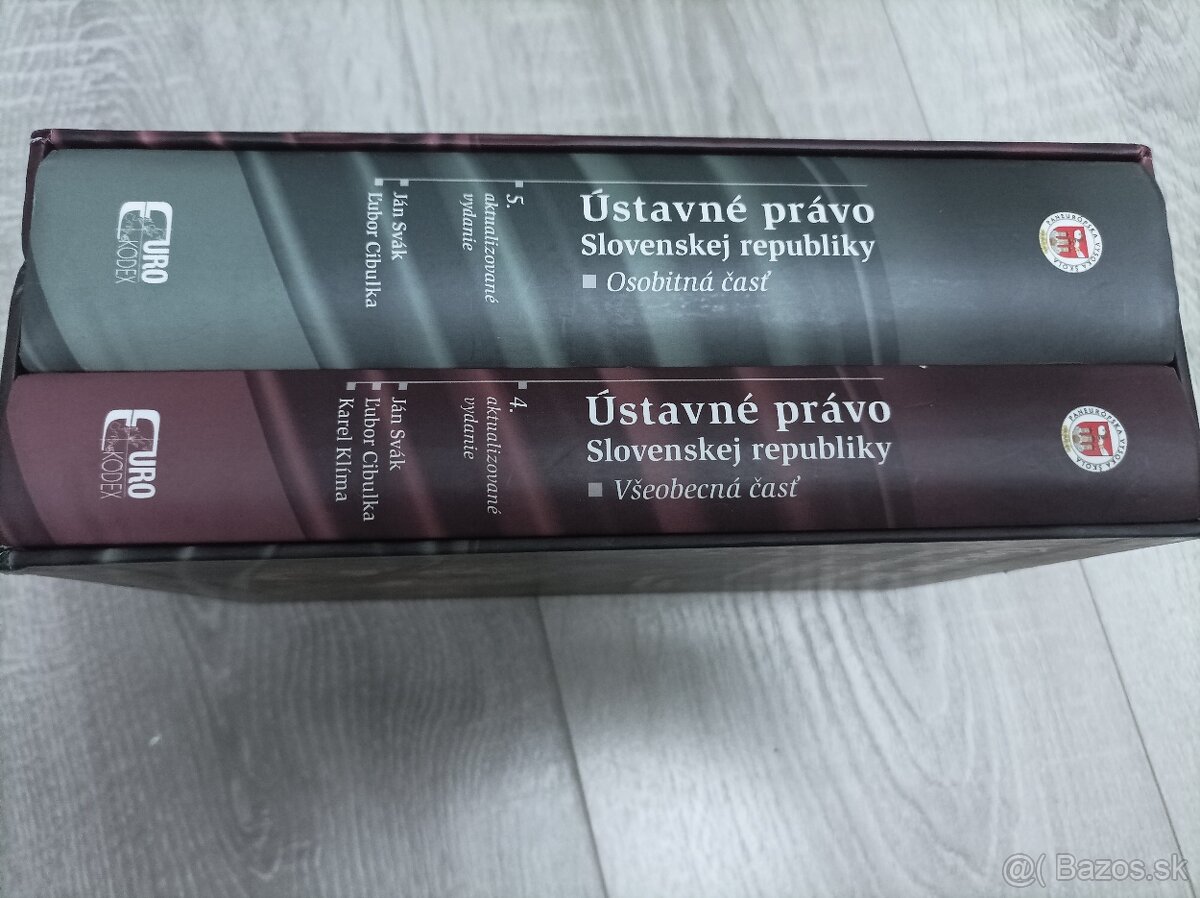 Ústavné právo
Slovenskej republiky
Osobitná časť
5.
aktualizované
vydanie
Ján Svák
Ľubor Cibulka
EURO
KODEX
PANEURÓPSKA VYSOKÁ ŠKOLA
Ústavné právo
Slovenskej republiky
Všeobecná časť
4.
aktualizované
vydanie
Ján Svák
Ľubor Cibulka
Karel Klíma
EURO
KODEX
PANEURÓPSKA VYSOKÁ ŠKOLA
@( Bazos.sk